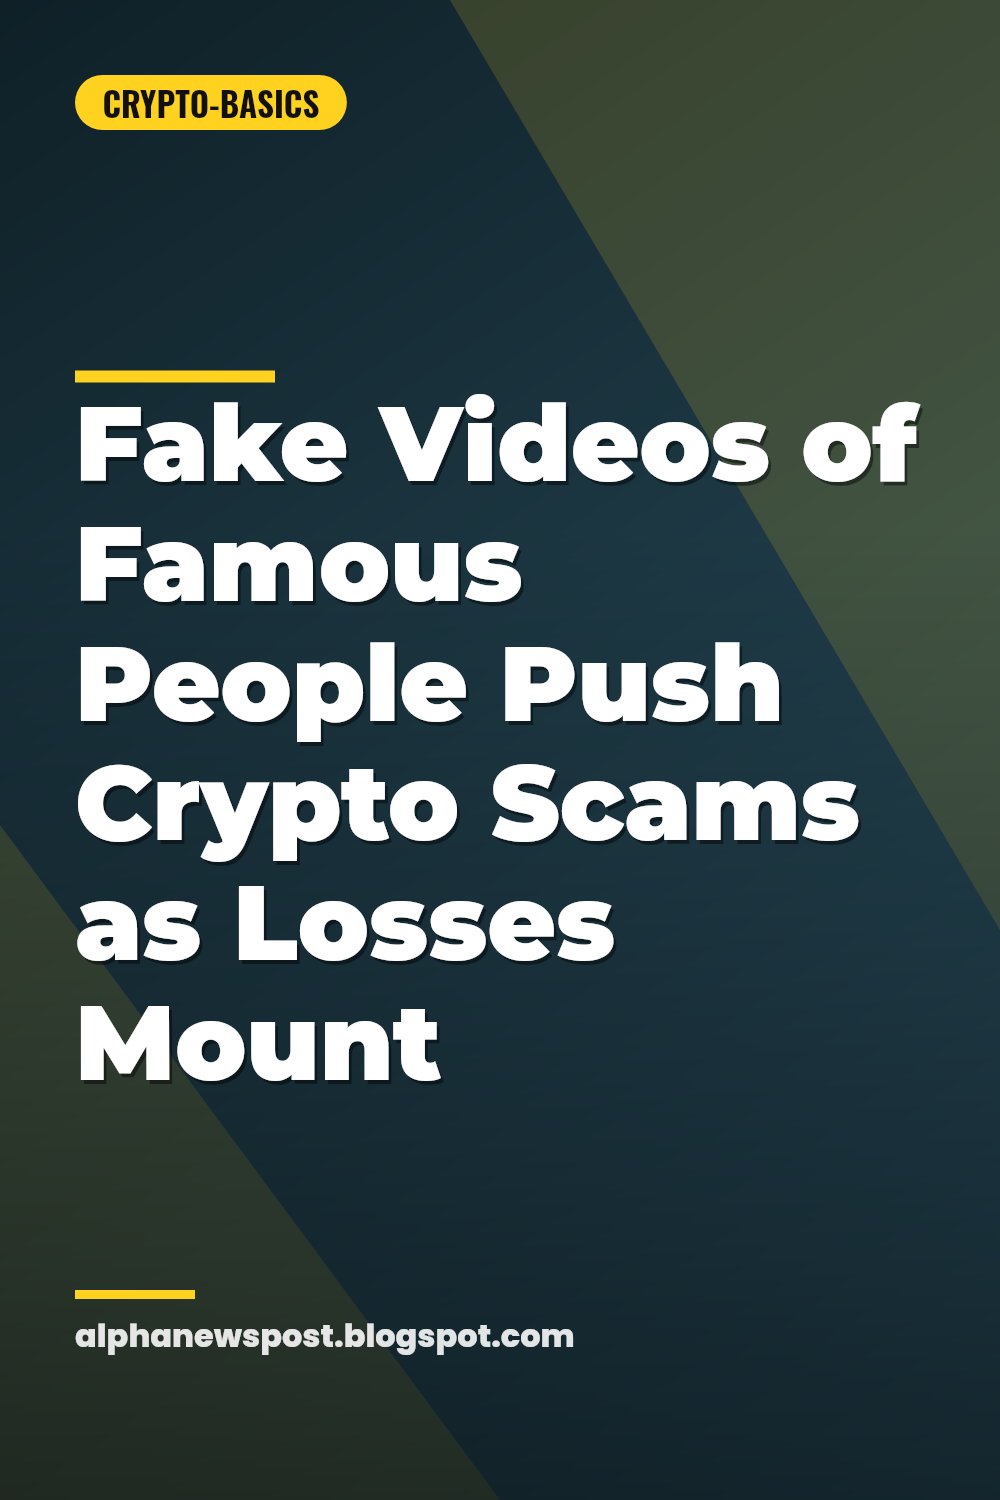 CRYPTO-BASICS
Fake Videos of
Famous
People Push
Crypto Scams
as Losses
Mount
alphanewspost.blogspot.com